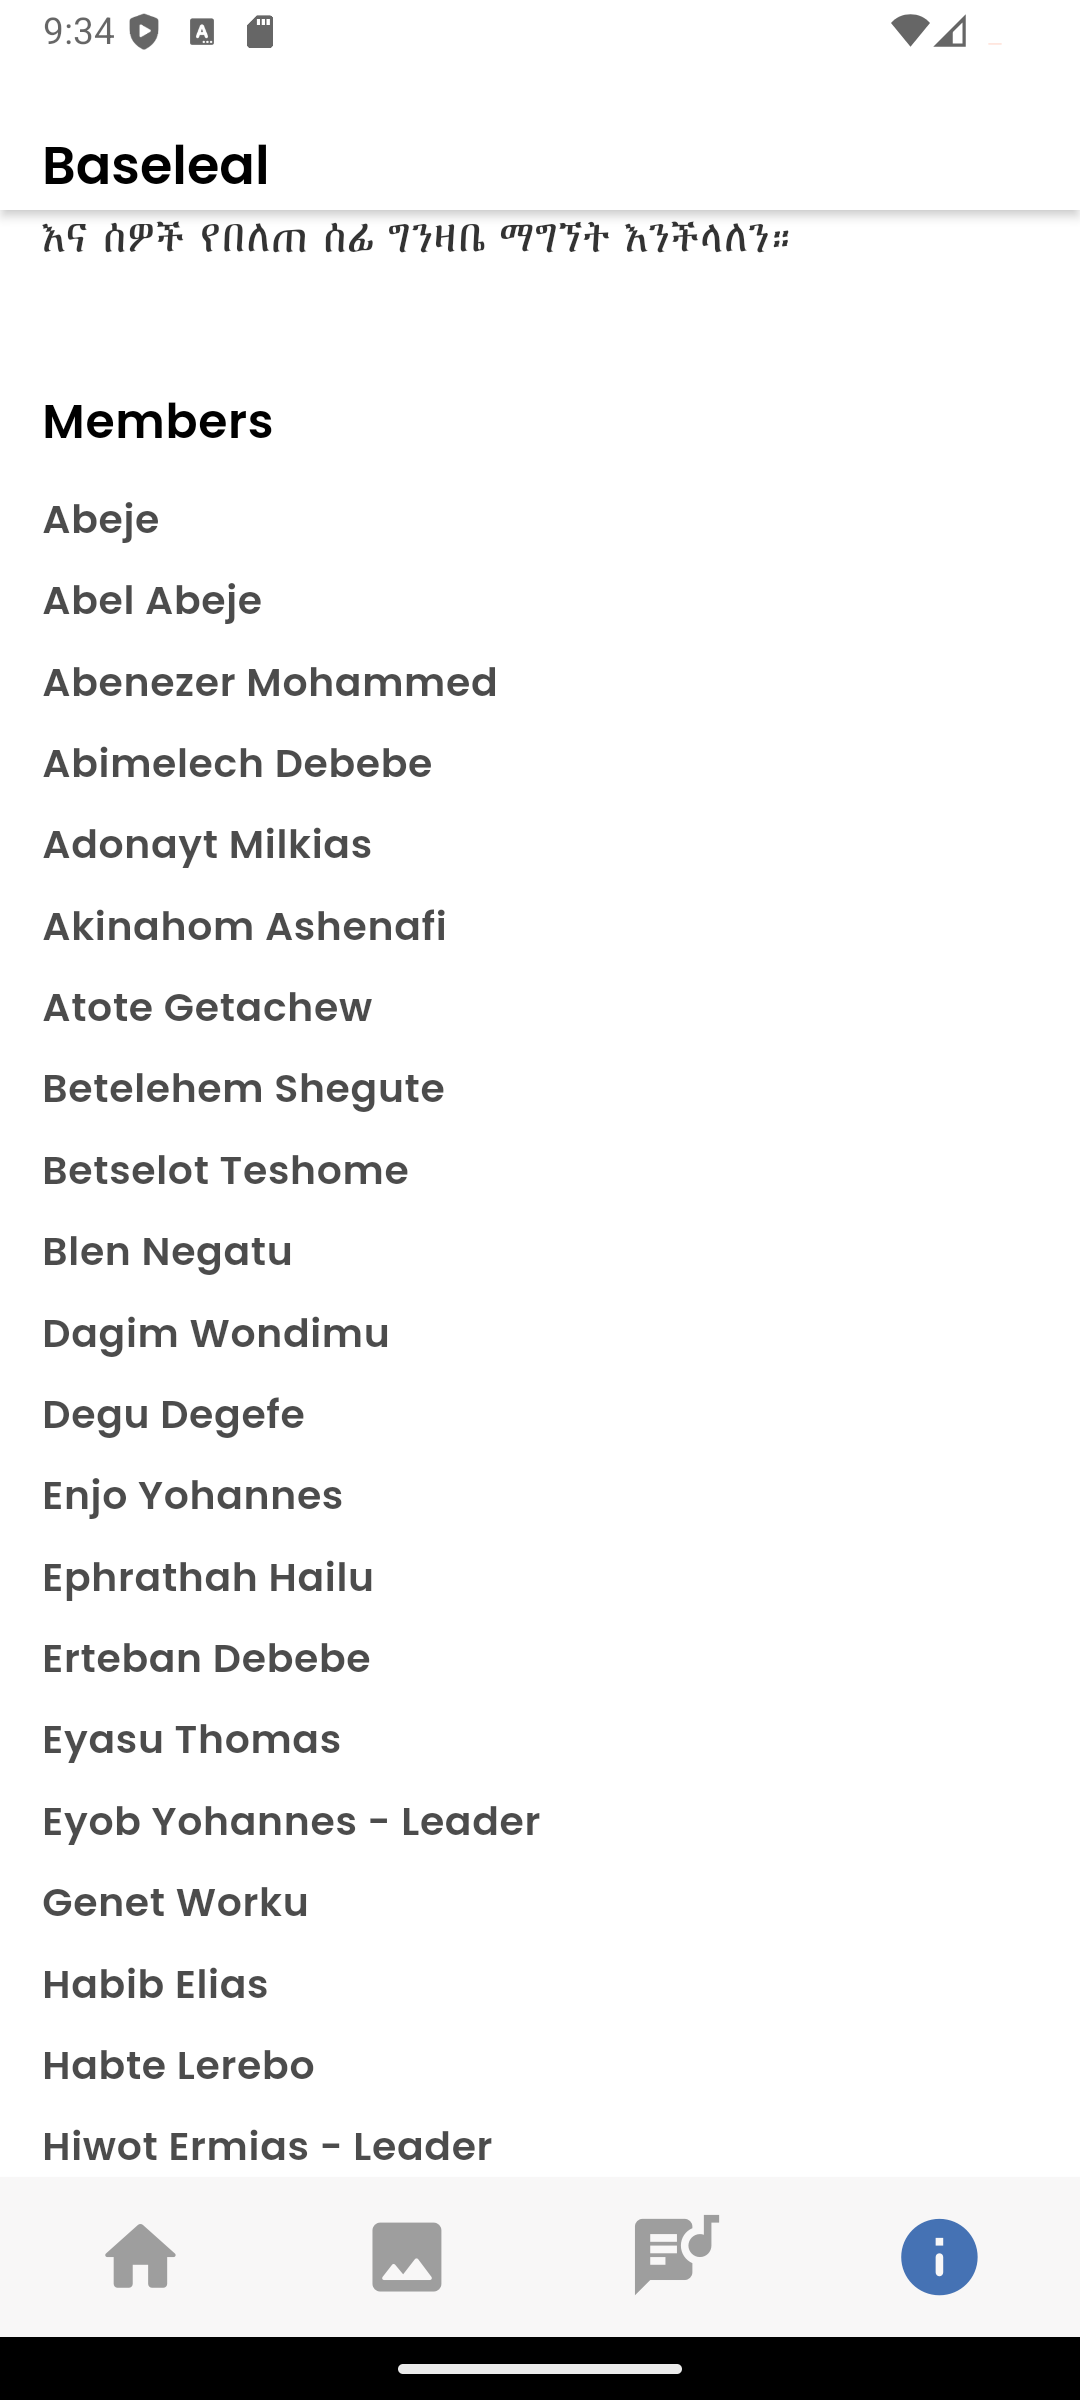 9:34
Baseleal
እና ሰዎች የበለጠ ሰፊ ግንዛቤ ማግኘት እንችላለን።
Members
Abeje
Abel Abeje
Abenezer Mohammed
Abimelech Debebe
Adonayt Milkias
Akinahom Ashenafi
Atote Getachew
Betelehem Shegute
Betselot Teshome
Blen Negatu
Dagim Wondimu
Degu Degefe
Enjo Yohannes
Ephrathah Hailu
Erteban Debebe
Eyasu Thomas
Eyob Yohannes - Leader
Genet Worku
Habib Elias
Habte Lerebo
Hiwot Ermias - Leader